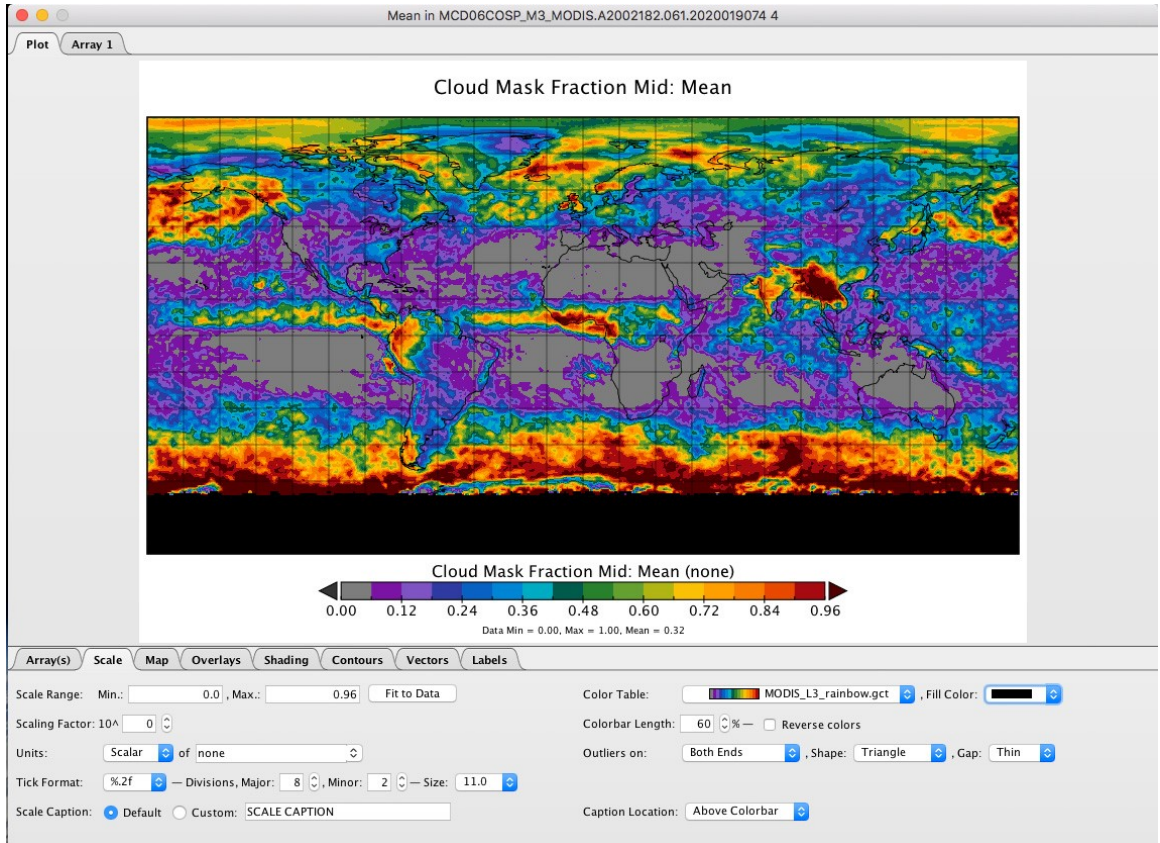 Mean in MCD06COSP_M3_MODIS.A2002182.061.2020019074 4
Plot Array 1
Cloud Mask Fraction Mid: Mean
Cloud Mask Fraction Mid: Mean (none)
0.00 0.12 0.24 0.36 0.48 0.60 0.72 0.84 0.96
Data Min = 0.00, Max = 1.00, Mean = 0.32
Array(s) Scale Map Overlays Shading Contours Vectors Labels
Scale Range: Min.: 0.0 , Max.: 0.96 Fit to Data Color Table: MODIS_L3_rainbow.gct , Fill Color:
Scaling Factor: 10^ 0 Colorbar Length: 60 % — Reverse colors
Units: Scalar of none Outliers on: Both Ends , Shape: Triangle , Gap: Thin
Tick Format: %.2f — Divisions, Major: 8 , Minor: 2 — Size: 11.0
Scale Caption: Default Custom: SCALE CAPTION Caption Location: Above Colorbar